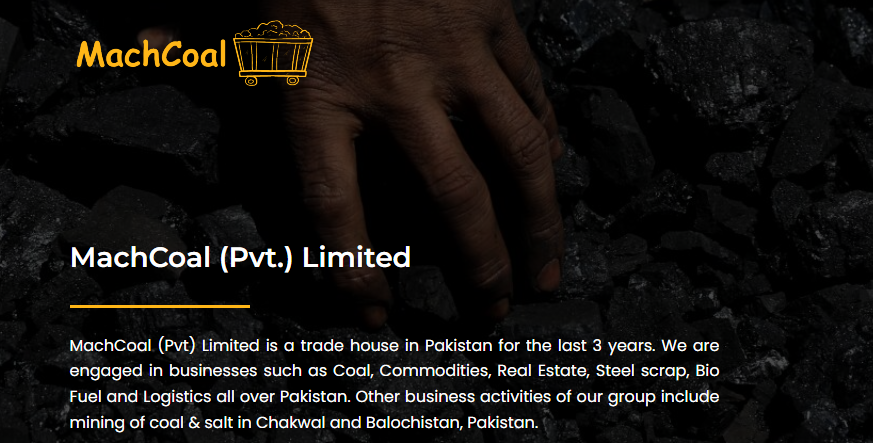 MachCoal
MachCoal (Pvt.) Limited
MachCoal (Pvt) Limited is a trade house in Pakistan for the last 3 years. We are
engaged in businesses such as Coal, Commodities, Real Estate, Steel scrap, Bio
Fuel and Logistics all over Pakistan. Other business activities of our group include
mining of coal & salt in Chakwal and Balochistan, Pakistan.